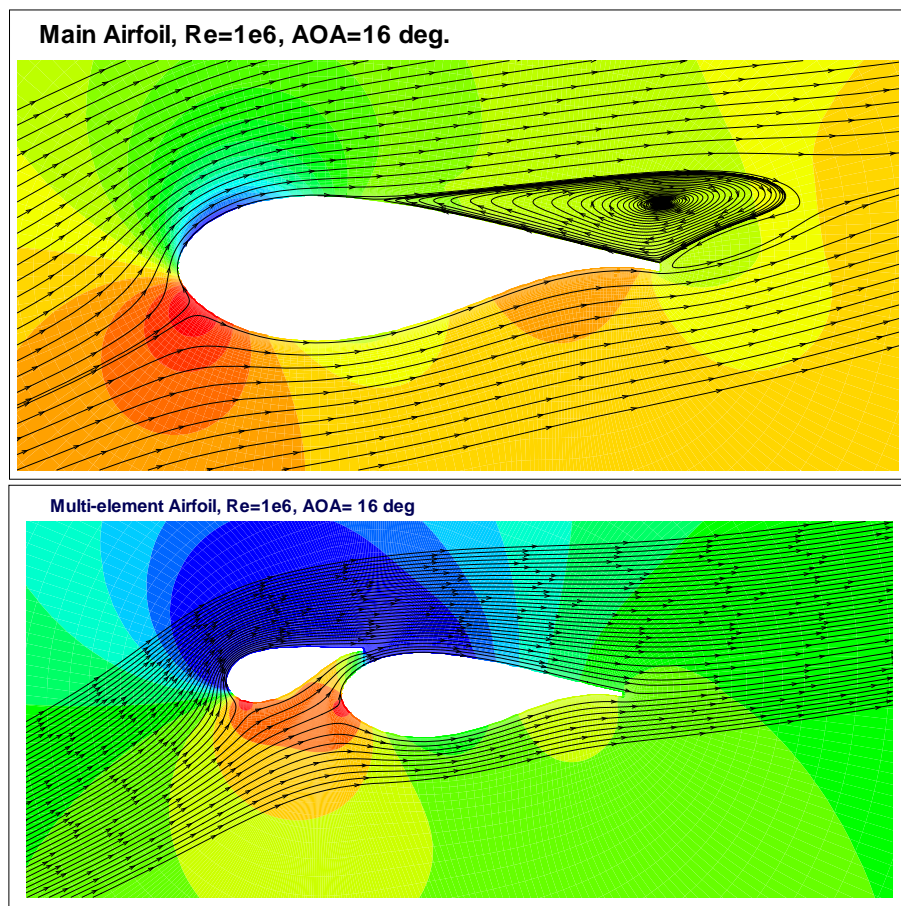 Main Airfoil, Re=1e6, AOA=16 deg.
Multi-element Airfoil, Re=1e6, AOA= 16 deg